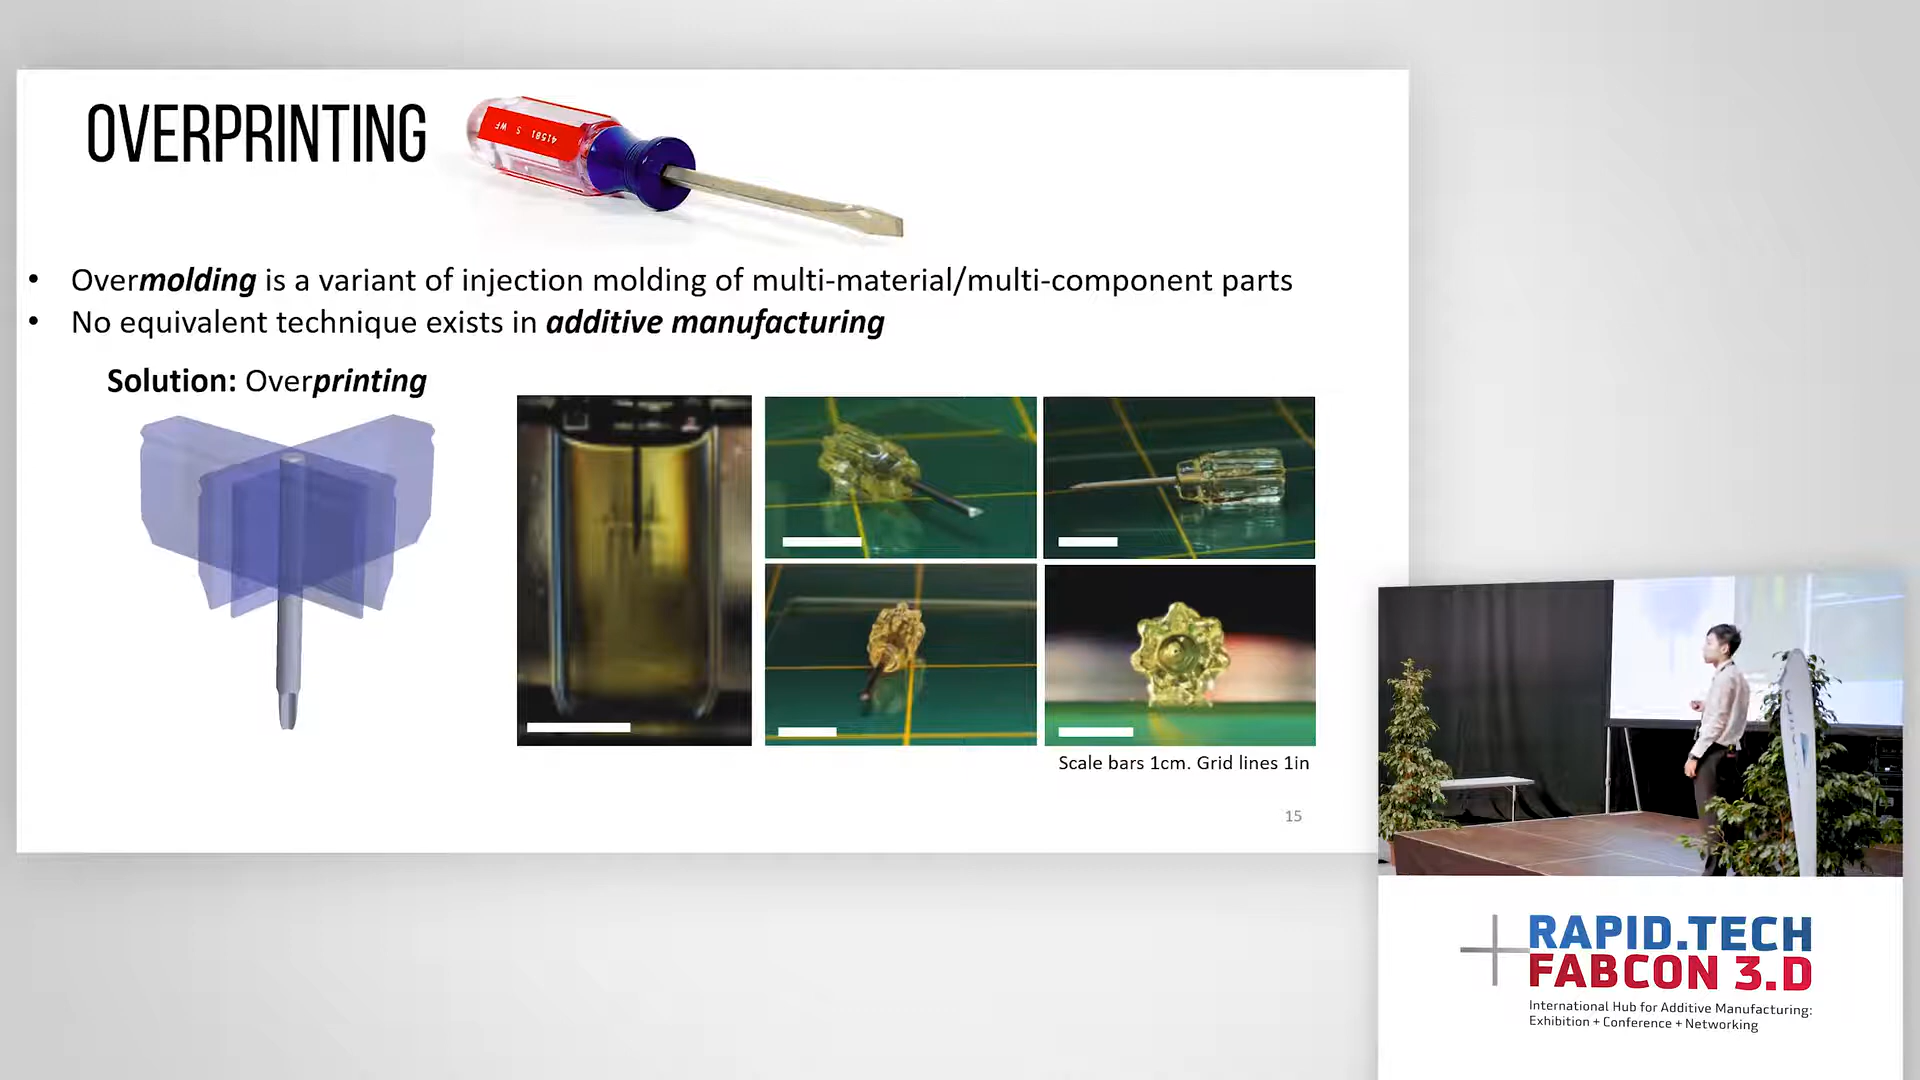 OVERPRINTING
41581 S WF
• Overmolding is a variant of injection molding of multi-material/multi-component parts
• No equivalent technique exists in additive manufacturing
Solution: Overprinting
Scale bars 1cm. Grid lines 1in
15
RAPID.TECH
FABCON 3.D
International Hub for Additive Manufacturing:
Exhibition + Conference + Networking